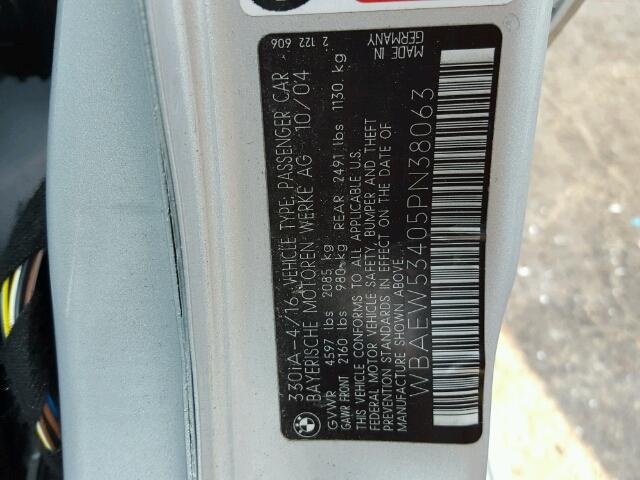 330iA-4/16 VEHICLE TYPE: PASSENGER CAR 2 122 606
BAYERISCHE MOTOREN WERKE AG 10/04
GVWR 4597 lbs 2085 kg
GAWR FRONT 2160 lbs 980 kg REAR 2491 lbs 1130 kg
THIS VEHICLE CONFORMS TO ALL APPLICABLE U.S.
FEDERAL MOTOR VEHICLE SAFETY, BUMPER AND THEFT
PREVENTION STANDARDS IN EFFECT ON THE DATE OF
MANUFACTURE SHOWN ABOVE. MADE IN
GERMANY
WBAEW53405PN38063